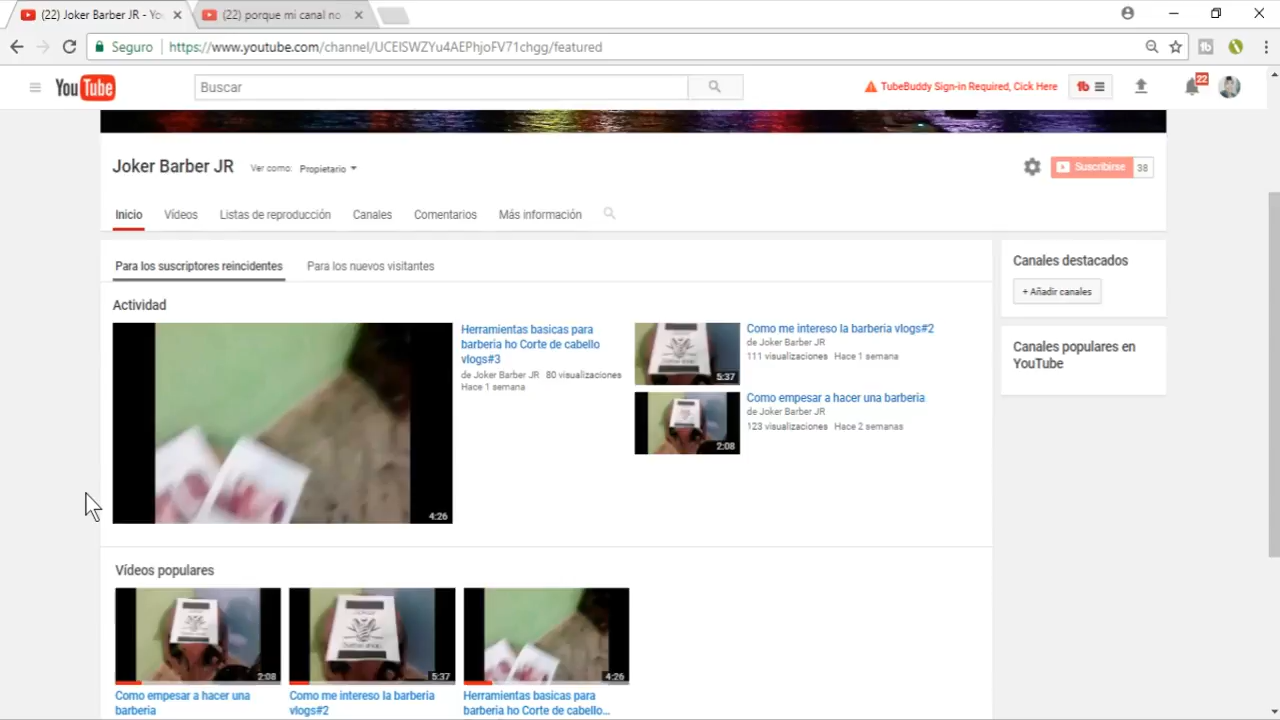 (22) Joker Barber JR - Yo
(22) porque mi canal no
Seguro
https://www.youtube.com/channel/UCEISWZYu4AEPhjoFV71chgg/featured
YouTube
Buscar
TubeBuddy Sign-in Required, Cick Here
tb
22
Joker Barber JR
Ver como: Propietario
Suscribirse 38
Inicio
Vídeos
Listas de reproducción
Canales
Comentarios
Más información
Para los suscriptores reincidentes
Para los nuevos visitantes
Actividad
4:26
Herramientas basicas para
barberia ho Corte de cabello
vlogs#3
de Joker Barber JR 80 visualizaciones
Hace 1 semana
5:37
Como me intereso la barberia vlogs#2
de Joker Barber JR
111 visualizaciones Hace 1 semana
2:08
Como empesar a hacer una barberia
de Joker Barber JR
123 visualizaciones Hace 2 semanas
Canales destacados
+ Añadir canales
Canales populares en
YouTube
Vídeos populares
2:08
Como empesar a hacer una
barberia
5:37
Como me intereso la barberia
vlogs#2
4:26
Herramientas basicas para
barberia ho Corte de cabello…